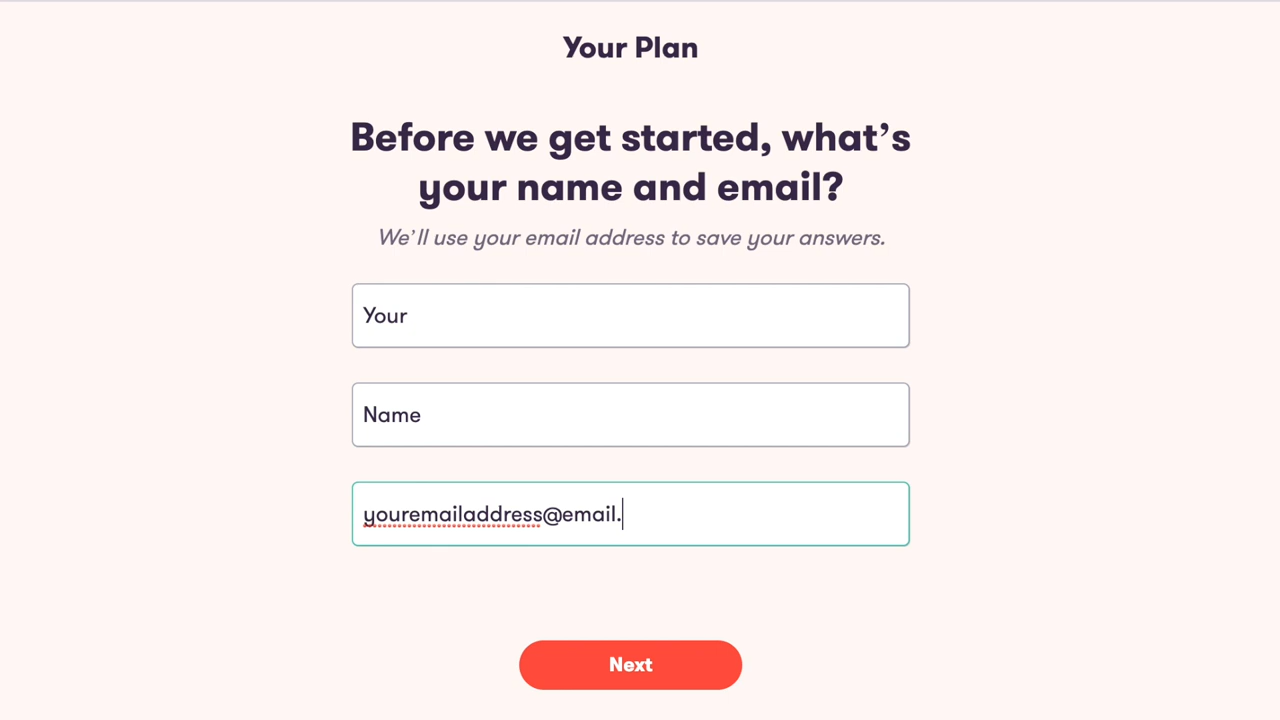 Your Plan
Before we get started, what’s
your name and email?
We’ll use your email address to save your answers.
Your
Name
youremailaddress@email.
Next